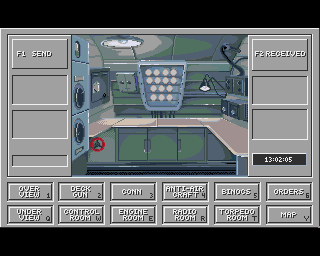 F1 SEND
F2 RECEIVED
13:02:05
OVER
VIEW 1
DECK
GUN 2
CONN 3
ANTI-AIR
CRAFT 4
BINOCS 5
ORDERS 6
UNDER
VIEW Q
CONTROL
ROOM W
ENGINE
ROOM E
RADIO
ROOM R
TORPEDO
ROOM T
MAP Y